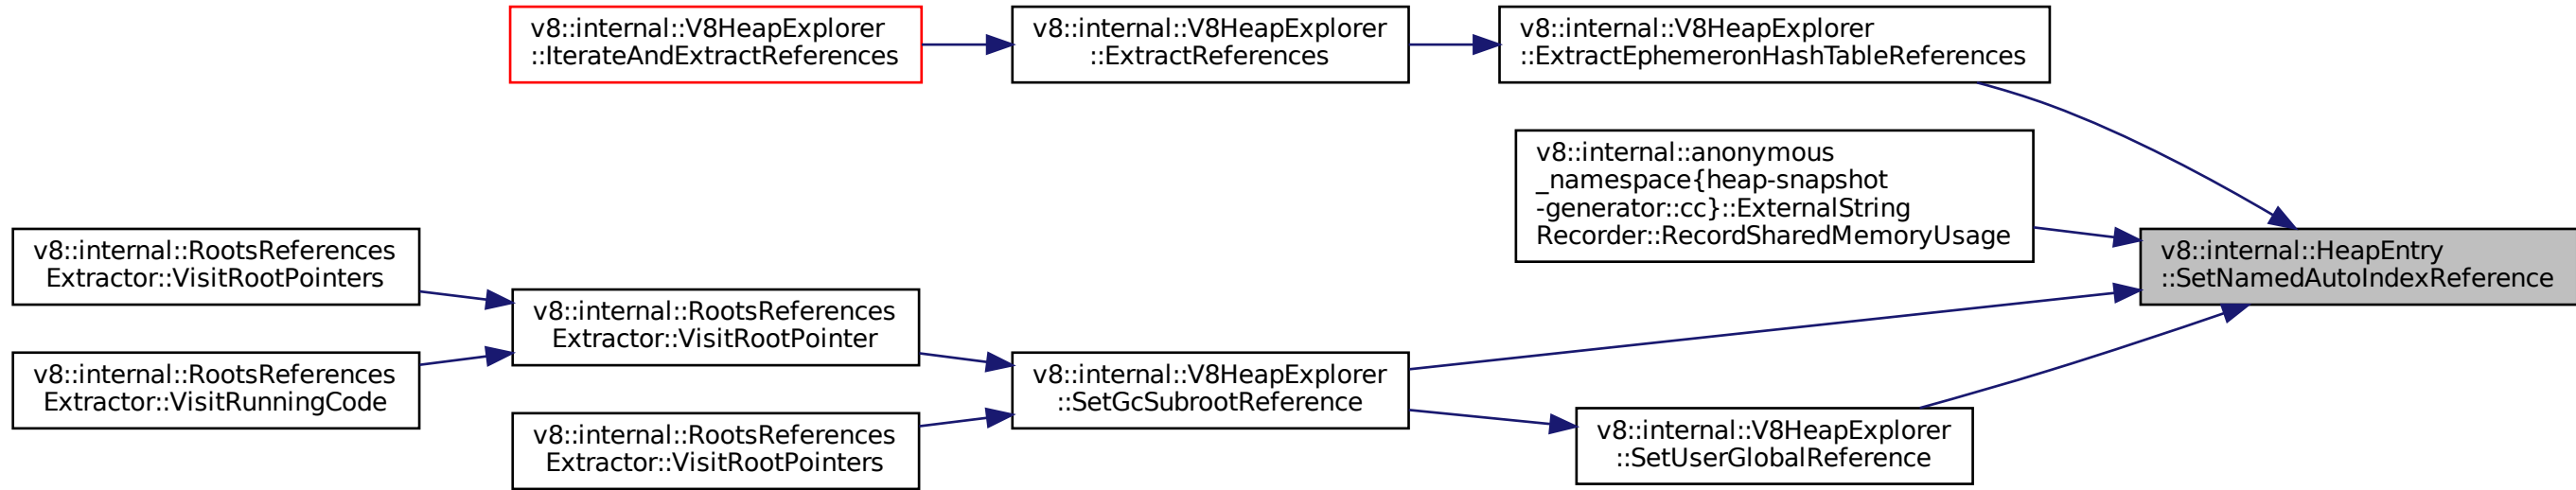 v8::internal::V8HeapExplorer
::IterateAndExtractReferences
v8::internal::V8HeapExplorer
::ExtractReferences
v8::internal::V8HeapExplorer
::ExtractEphemeronHashTableReferences
v8::internal::anonymous
_namespace{heap-snapshot
-generator::cc}::ExternalString
Recorder::RecordSharedMemoryUsage
v8::internal::HeapEntry
::SetNamedAutoIndexReference
v8::internal::RootsReferences
Extractor::VisitRootPointers
v8::internal::RootsReferences
Extractor::VisitRootPointer
v8::internal::RootsReferences
Extractor::VisitRunningCode
v8::internal::V8HeapExplorer
::SetGcSubrootReference
v8::internal::RootsReferences
Extractor::VisitRootPointers
v8::internal::V8HeapExplorer
::SetUserGlobalReference